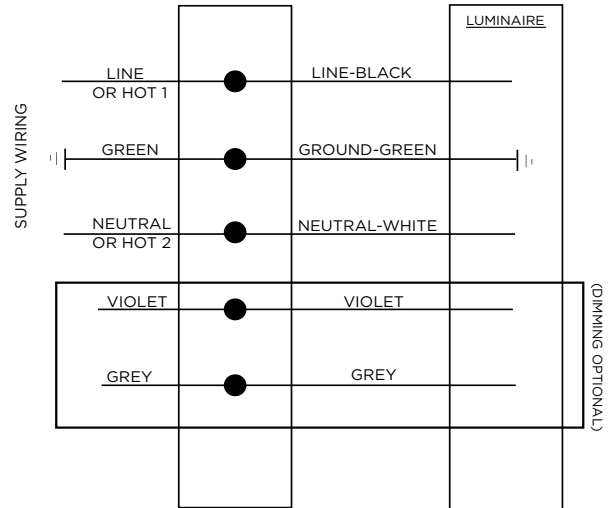 LUMINAIRE
SUPPLY WIRING
LINE
OR HOT 1
LINE-BLACK
GREEN
GROUND-GREEN
NEUTRAL
OR HOT 2
NEUTRAL-WHITE
VIOLET
VIOLET
GREY
GREY
(DIMMING OPTIONAL)